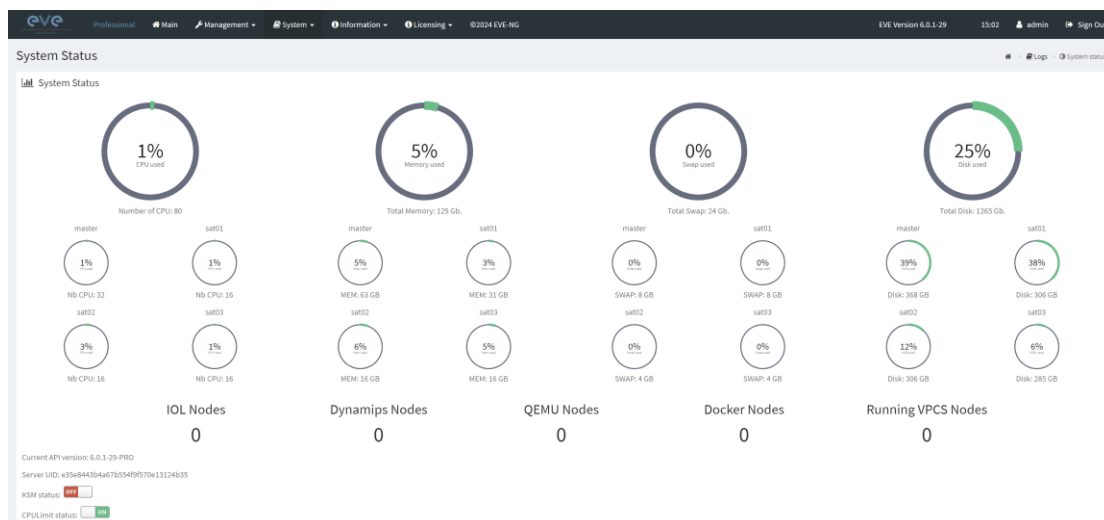 eve Professional Main Management System Information Licensing ©2024 EVE-NG EVE Version 6.0.1-29 15:02 admin Sign Ou
System Status Logs System statu
System Status
1% 5% 0% 25%
CPU used Memory used Swap used Disk used
Number of CPU: 80 Total Memory: 125 Gb. Total Swap: 24 Gb. Total Disk: 1265 Gb.
master sat01 master sat01 master sat01 master sat01
1% 1% 5% 3% 0% 0% 39% 38%
Nb CPU: 32 Nb CPU: 16 MEM: 63 GB MEM: 31 GB SWAP: 8 GB SWAP: 8 GB Disk: 368 GB Disk: 306 GB
sat02 sat03 sat02 sat03 sat02 sat03 sat02 sat03
3% 1% 6% 5% 0% 0% 12% 6%
Nb CPU: 16 Nb CPU: 16 MEM: 16 GB MEM: 16 GB SWAP: 4 GB SWAP: 4 GB Disk: 306 GB Disk: 285 GB
IOL Nodes Dynamips Nodes QEMU Nodes Docker Nodes Running VPCS Nodes
0 0 0 0 0
Current API version: 6.0.1-29-PRO
Server UID: e35e8443b4a67b554f9f570e13124b35
KSM status: OFF
CPULimit status: ON